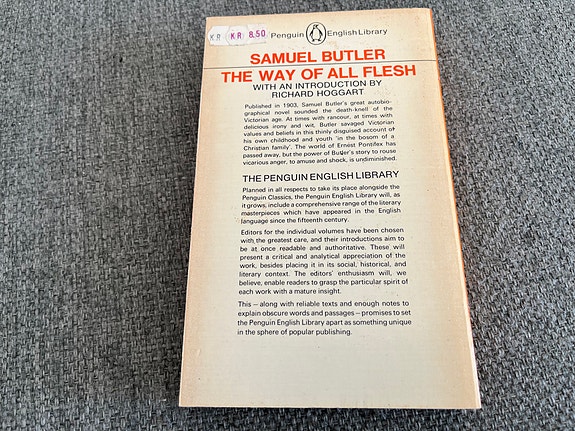 KR KR 8.50 Penguin English Library
SAMUEL BUTLER
THE WAY OF ALL FLESH
WITH AN INTRODUCTION BY
RICHARD HOGGART
Published in 1903, Samuel Butler's great autobio-
graphical novel sounded the death-knell of the
Victorian age. At times with rancour, at times with
delicious irony and wit, Butler savaged Victorian
values and beliefs in this thinly disguised account of
his own childhood and youth 'in the bosom of a
Christian family'. The world of Ernest Pontifex has
passed away, but the power of Butler's story to rouse
vicarious anger, to amuse and shock, is undiminished.
THE PENGUIN ENGLISH LIBRARY
Planned in all respects to take its place alongside the
Penguin Classics, the Penguin English Library will, as
it grows, include a comprehensive range of the literary
masterpieces which have appeared in the English
language since the fifteenth century.
Editors for the individual volumes have been chosen
with the greatest care, and their introductions aim to
be at once readable and authoritative. These will
present a critical and analytical appreciation of the
work, besides placing it in its social, historical, and
literary context. The editors' enthusiasm will, we
believe, enable readers to grasp the particular spirit of
each work with a mature insight.
This – along with reliable texts and enough notes to
explain obscure words and passages – promises to set
the Penguin English Library apart as something unique
in the sphere of popular publishing.